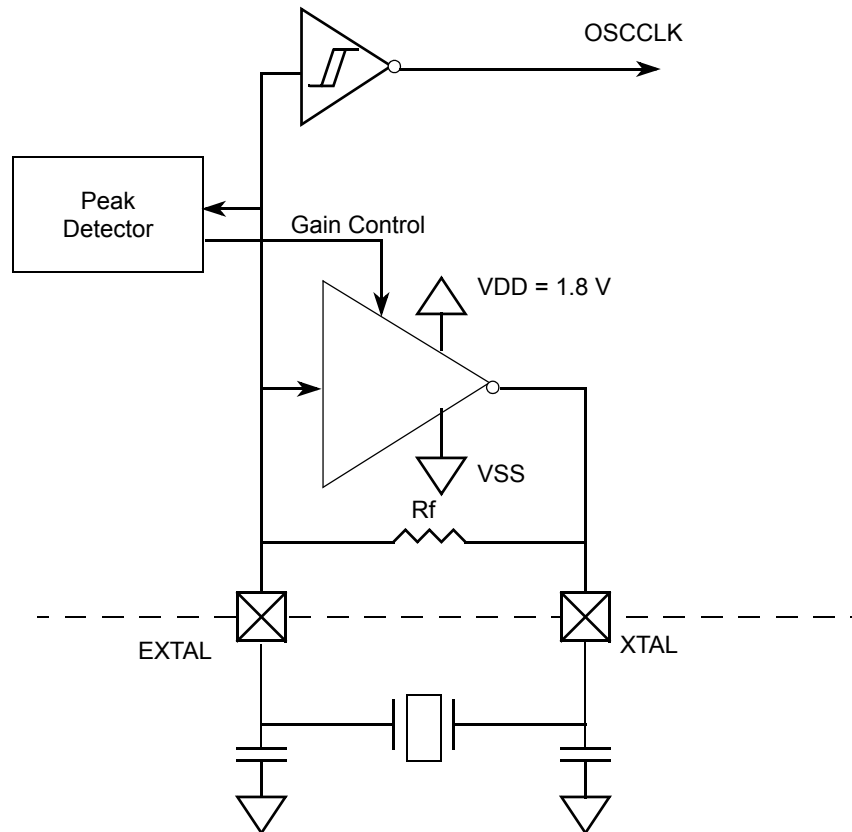 OSCCLK
Peak
Detector
Gain Control
VDD = 1.8 V
VSS
Rf
EXTAL
XTAL